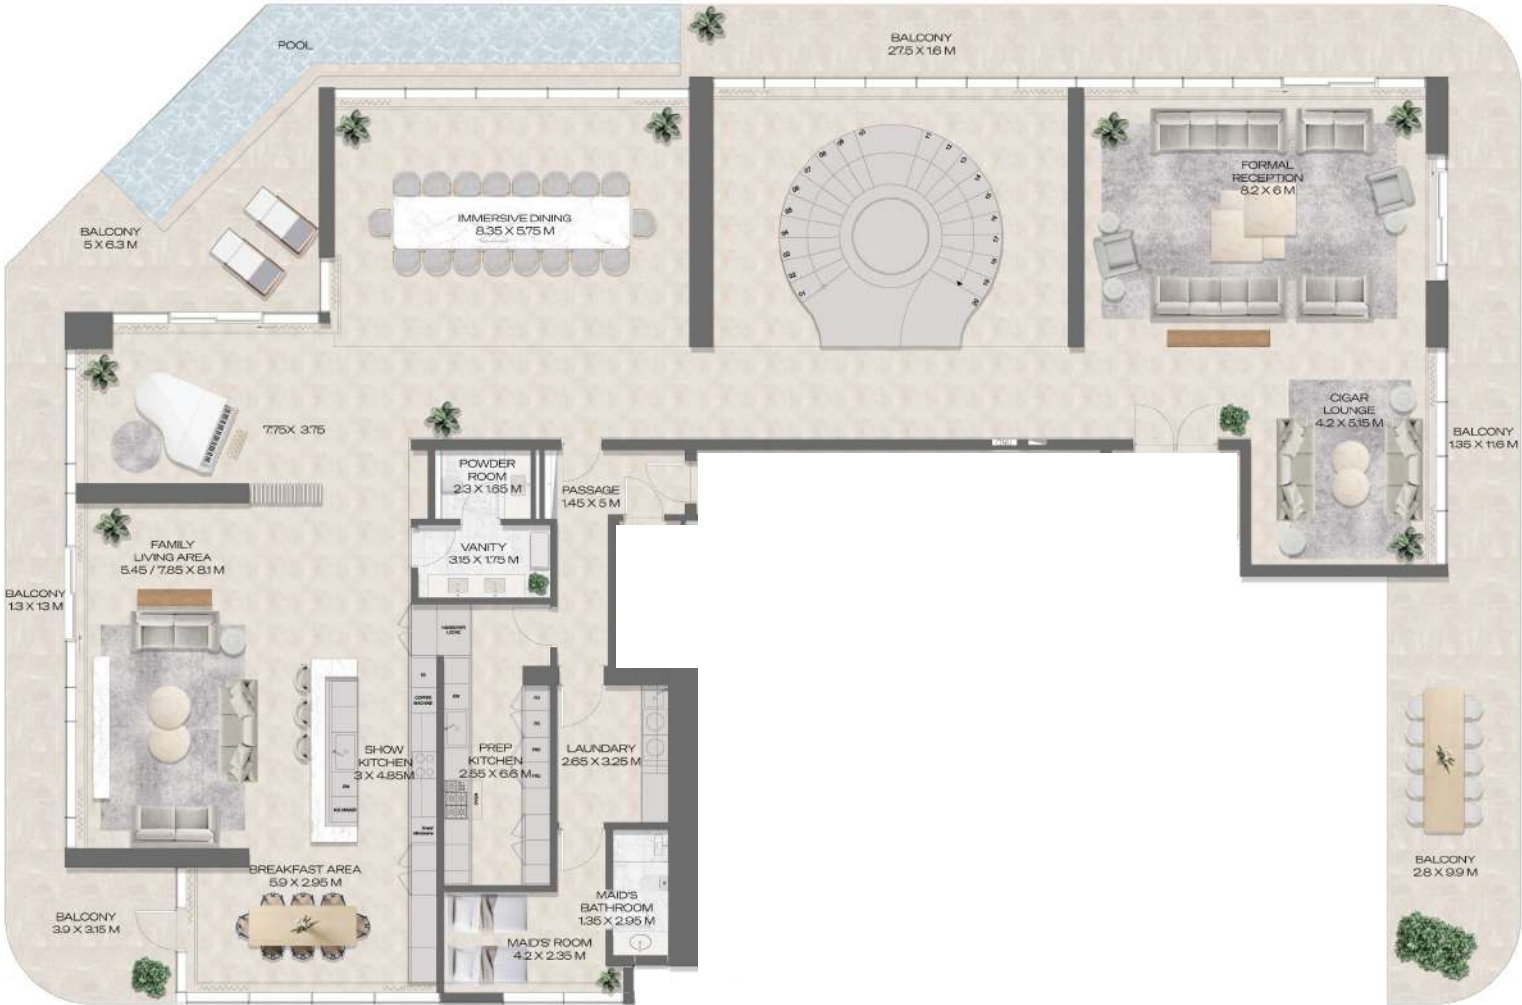 POOL
BALCONY
27.5 X 1.6 M
BALCONY
5 X 6.3 M
IMMERSIVE DINING
8.35 X 5.75 M
FORMAL
RECEPTION
8.2 X 6 M
CIGAR
LOUNGE
4.2 X 5.15 M
BALCONY
1.35 X 11.6 M
7.75X 3.75
POWDER
ROOM
2.3 X 1.65 M
PASSAGE
1.45 X 5 M
VANITY
3.15 X 1.75 M
FAMILY
LIVING AREA
5.45 / 7.85 X 8.1 M
BALCONY
1.3 X 13 M
COFFEE
MACHINE
SHOW
KITCHEN
3 X 4.85M
PREP
KITCHEN
2.55 X 6.6 M
LAUNDARY
2.65 X 3.25 M
ICE MAKER
BREAKFAST AREA
5.9 X 2.95 M
BALCONY
3.9 X 3.15 M
MAID'S
BATHROOM
1.35 X 2.95 M
MAID'S' ROOM
4.2 X 2.35 M
BALCONY
2.8 X 9.9 M